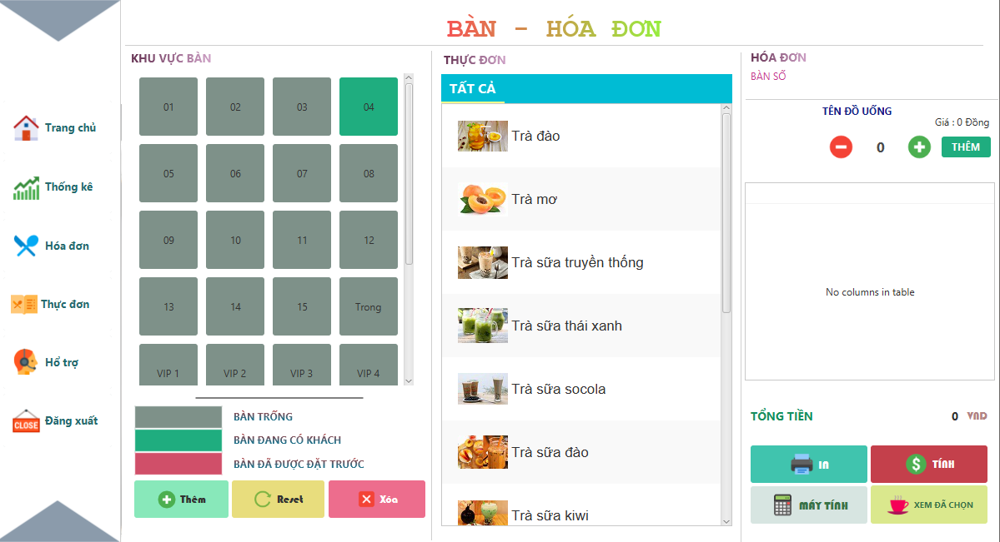 BÀN - HÓA ĐƠN
Trang chủ
Thống kê
Hóa đơn
Thực đơn
Hổ trợ
CLOSE
Đăng xuất
KHU VỰC BÀN
01 02 03 04
05 06 07 08
09 10 11 12
13 14 15 Trong
VIP 1 VIP 2 VIP 3 VIP 4
BÀN TRỐNG
BÀN ĐANG CÓ KHÁCH
BÀN ĐÃ ĐƯỢC ĐẶT TRƯỚC
Thêm Reset Xóa
THỰC ĐƠN
TẤT CẢ
Trà đào
Trà mơ
Trà sữa truyền thống
Trà sữa thái xanh
Trà sữa socola
Trà sữa đào
Trà sữa kiwi
HÓA ĐƠN
BÀN SỐ
TÊN ĐỒ UỐNG
Giá : 0 Đồng
0 THÊM
No columns in table
TỔNG TIỀN 0 VND
IN TÍNH
MÁY TÍNH XEM ĐÃ CHỌN